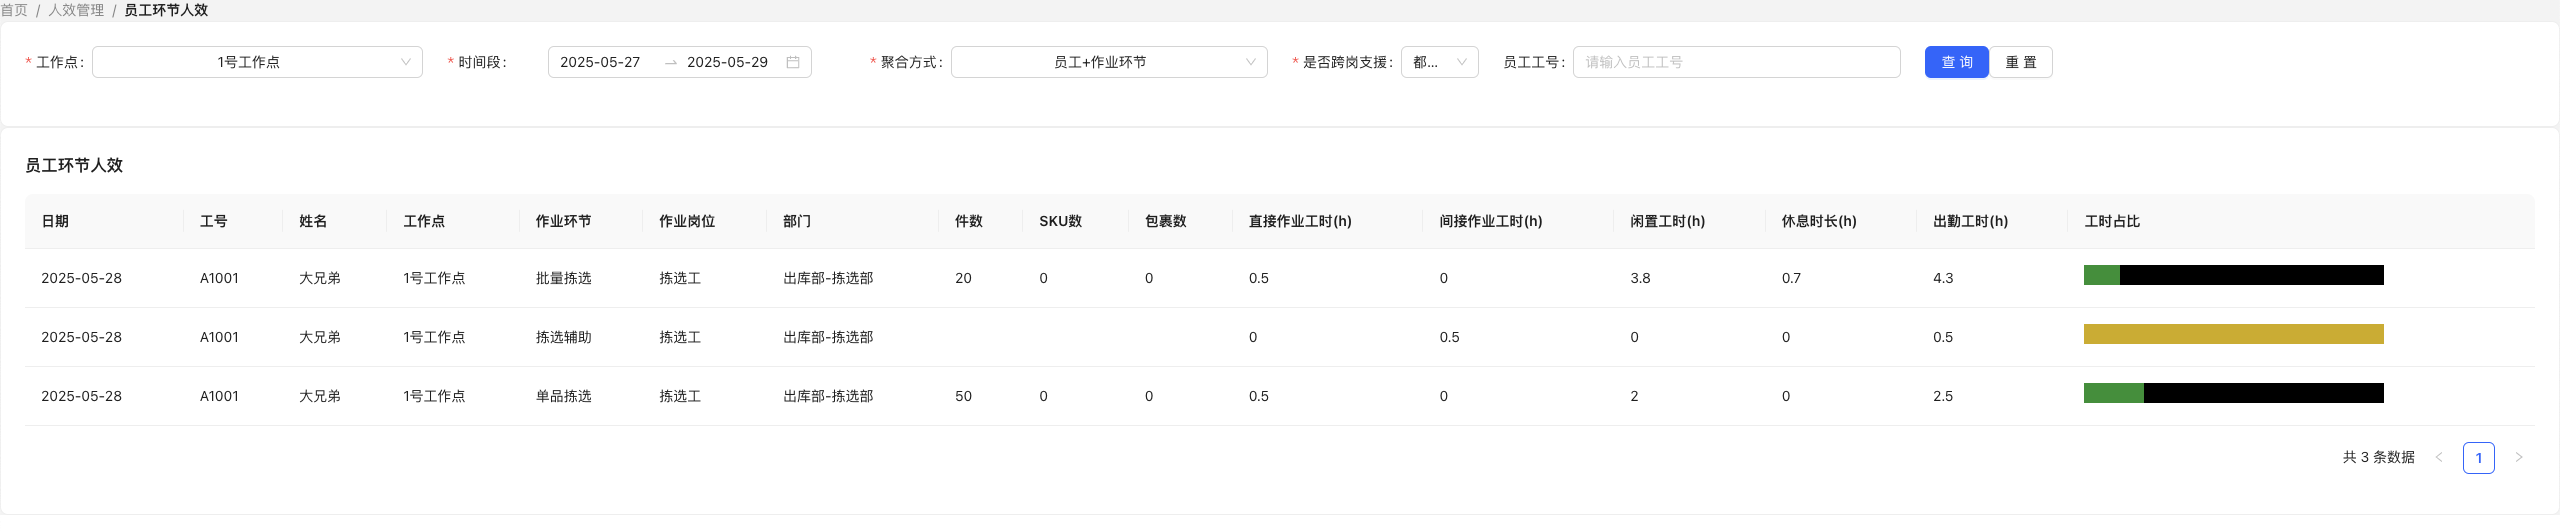 首页 / 人效管理 / 员工环节人效
* 工作点: 1号工作点 * 时间段: 2025-05-27 → 2025-05-29 * 聚合方式: 员工+作业环节 * 是否跨岗支援: 都... 员工工号: 请输入员工工号 查 询 重 置
员工环节人效
日期 工号 姓名 工作点 作业环节 作业岗位 部门 件数 SKU数 包裹数 直接作业工时(h) 间接作业工时(h) 闲置工时(h) 休息时长(h) 出勤工时(h) 工时占比
2025-05-28 A1001 大兄弟 1号工作点 批量拣选 拣选工 出库部-拣选部 20 0 0 0.5 0 3.8 0.7 4.3
2025-05-28 A1001 大兄弟 1号工作点 拣选辅助 拣选工 出库部-拣选部 0 0.5 0 0 0.5
2025-05-28 A1001 大兄弟 1号工作点 单品拣选 拣选工 出库部-拣选部 50 0 0 0.5 0 2 0 2.5
共 3 条数据 < 1 >